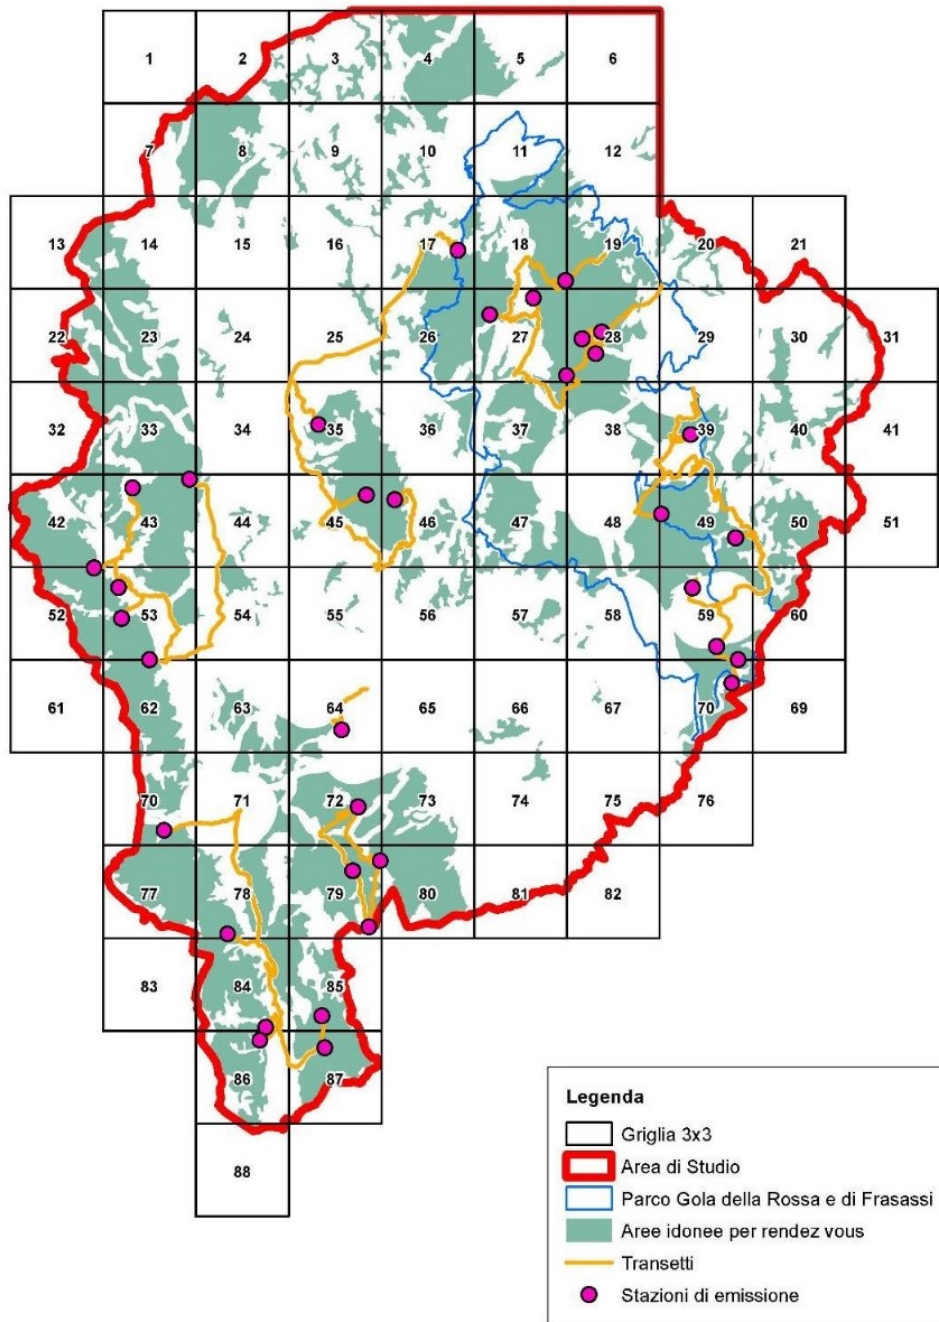 1 2 3 4 5 6
7 8 9 10 11 12
13 14 15 16 17 18 19 20 21
22 23 24 25 26 27 28 29 30 31
32 33 34 35 36 37 38 39 40 41
42 43 44 45 46 47 48 49 50 51
52 53 54 55 56 57 58 59 60
61 62 63 64 65 66 67 70 69
70 71 72 73 74 75 76
77 78 79 80 81 82
83 84 85
86 87
88
Legenda
Griglia 3x3
Area di Studio
Parco Gola della Rossa e di Frasassi
Aree idonee per rendez vous
Transetti
Stazioni di emissione